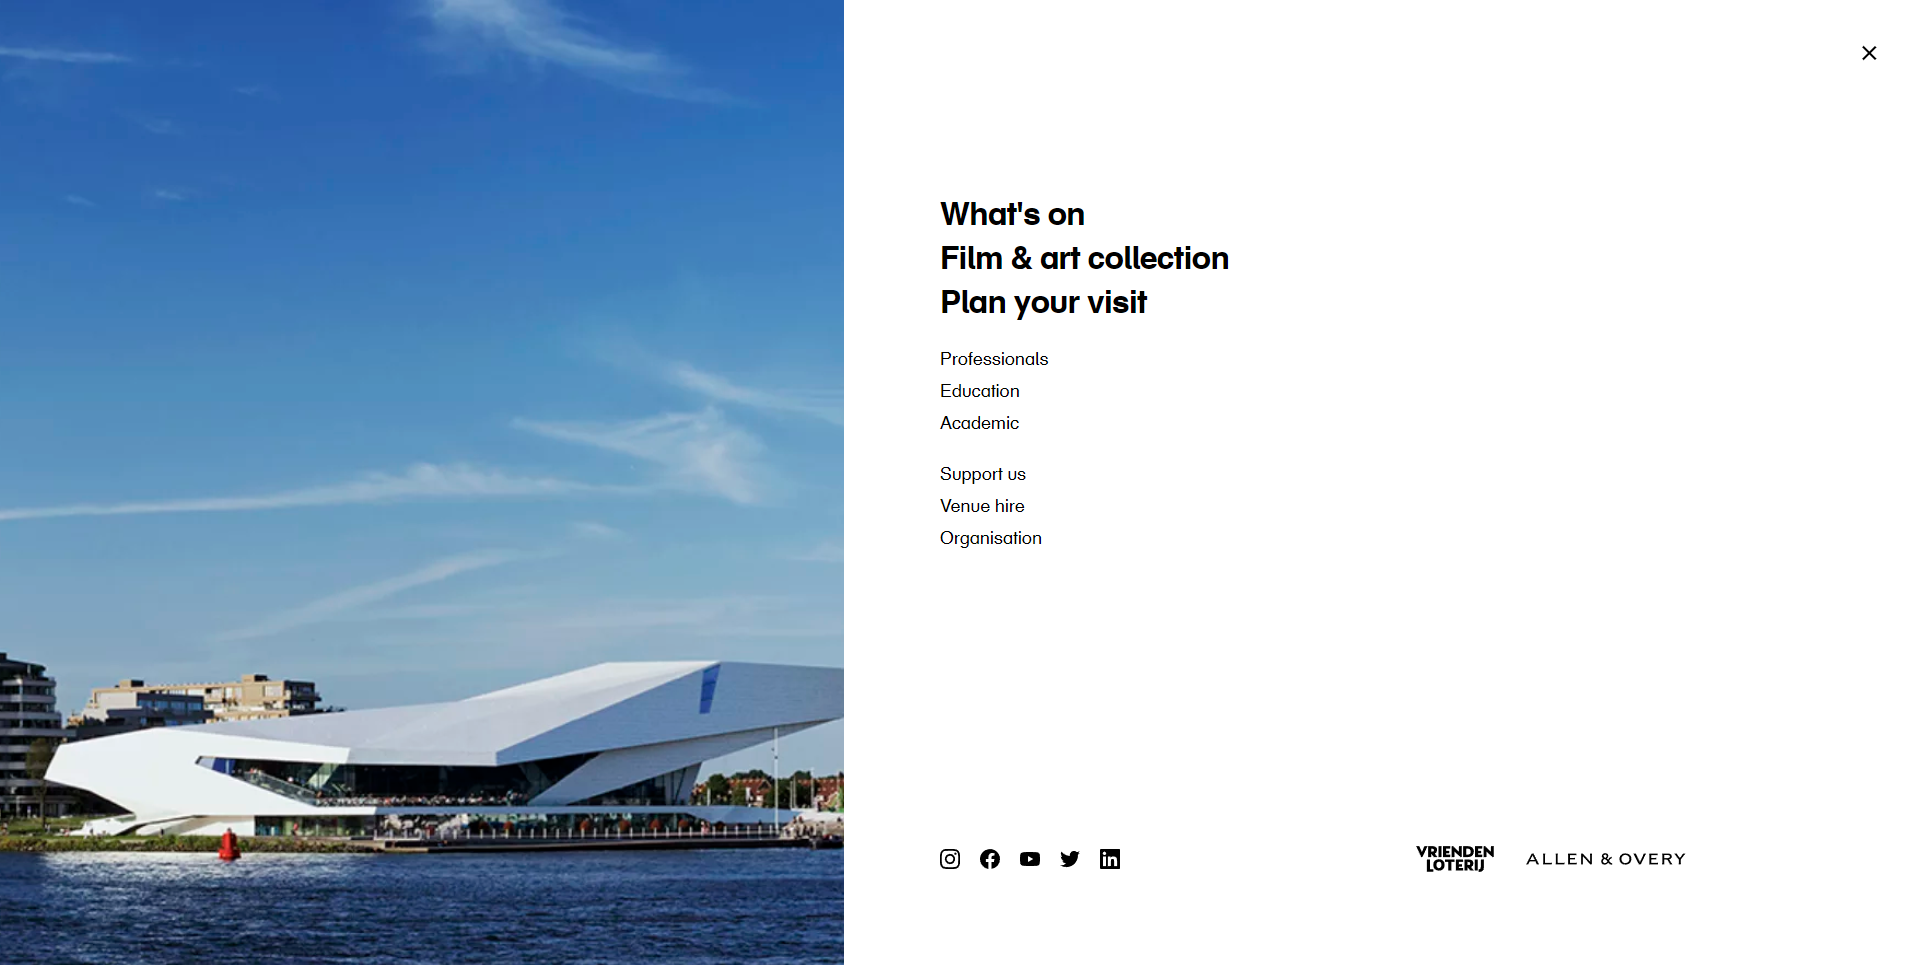 What's on
Film & art collection
Plan your visit
Professionals
Education
Academic
Support us
Venue hire
Organisation
VRIENDEN
LOTERIJ
ALLEN & OVERY